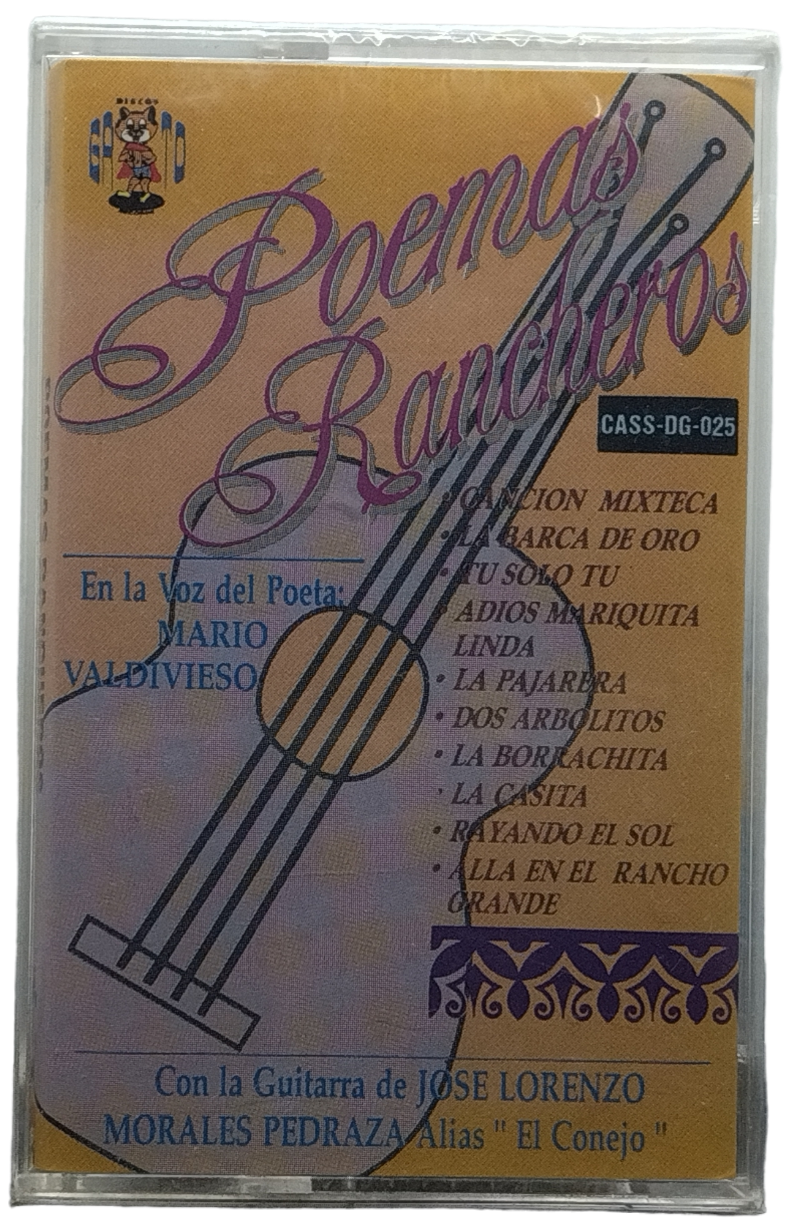 DISCOS
GATO
Poemas
Rancheros
CASS-DG-025
• CANCION MIXTECA
• LA BARCA DE ORO
• TU SOLO TU
• ADIOS MARIQUITA
LINDA
• LA PAJARERA
• DOS ARBOLITOS
• LA BORRACHITA
• LA CASITA
• RAYANDO EL SOL
• ALLA EN EL RANCHO
GRANDE
En la Voz del Poeta:
MARIO
VALDIVIESO
Con la Guitarra de JOSE LORENZO
MORALES PEDRAZA Alias " El Conejo "